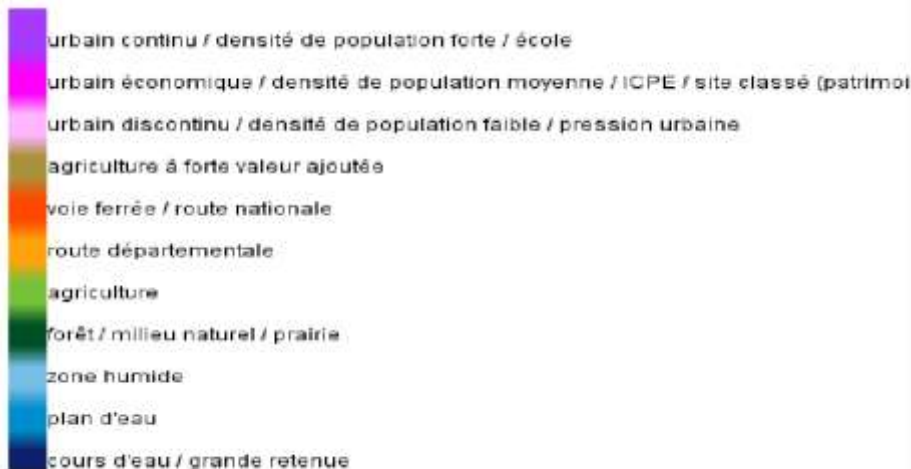 urbain continu / densité de population forte / école
urbain économique / densité de population moyenne / ICPE / site classé (patrimoi
urbain discontinu / densité de population faible / pression urbaine
agriculture à forte valeur ajoutée
voie ferrée / route nationale
route départementale
agriculture
forêt / milieu naturel / prairie
zone humide
plan d'eau
cours d'eau / grande retenue